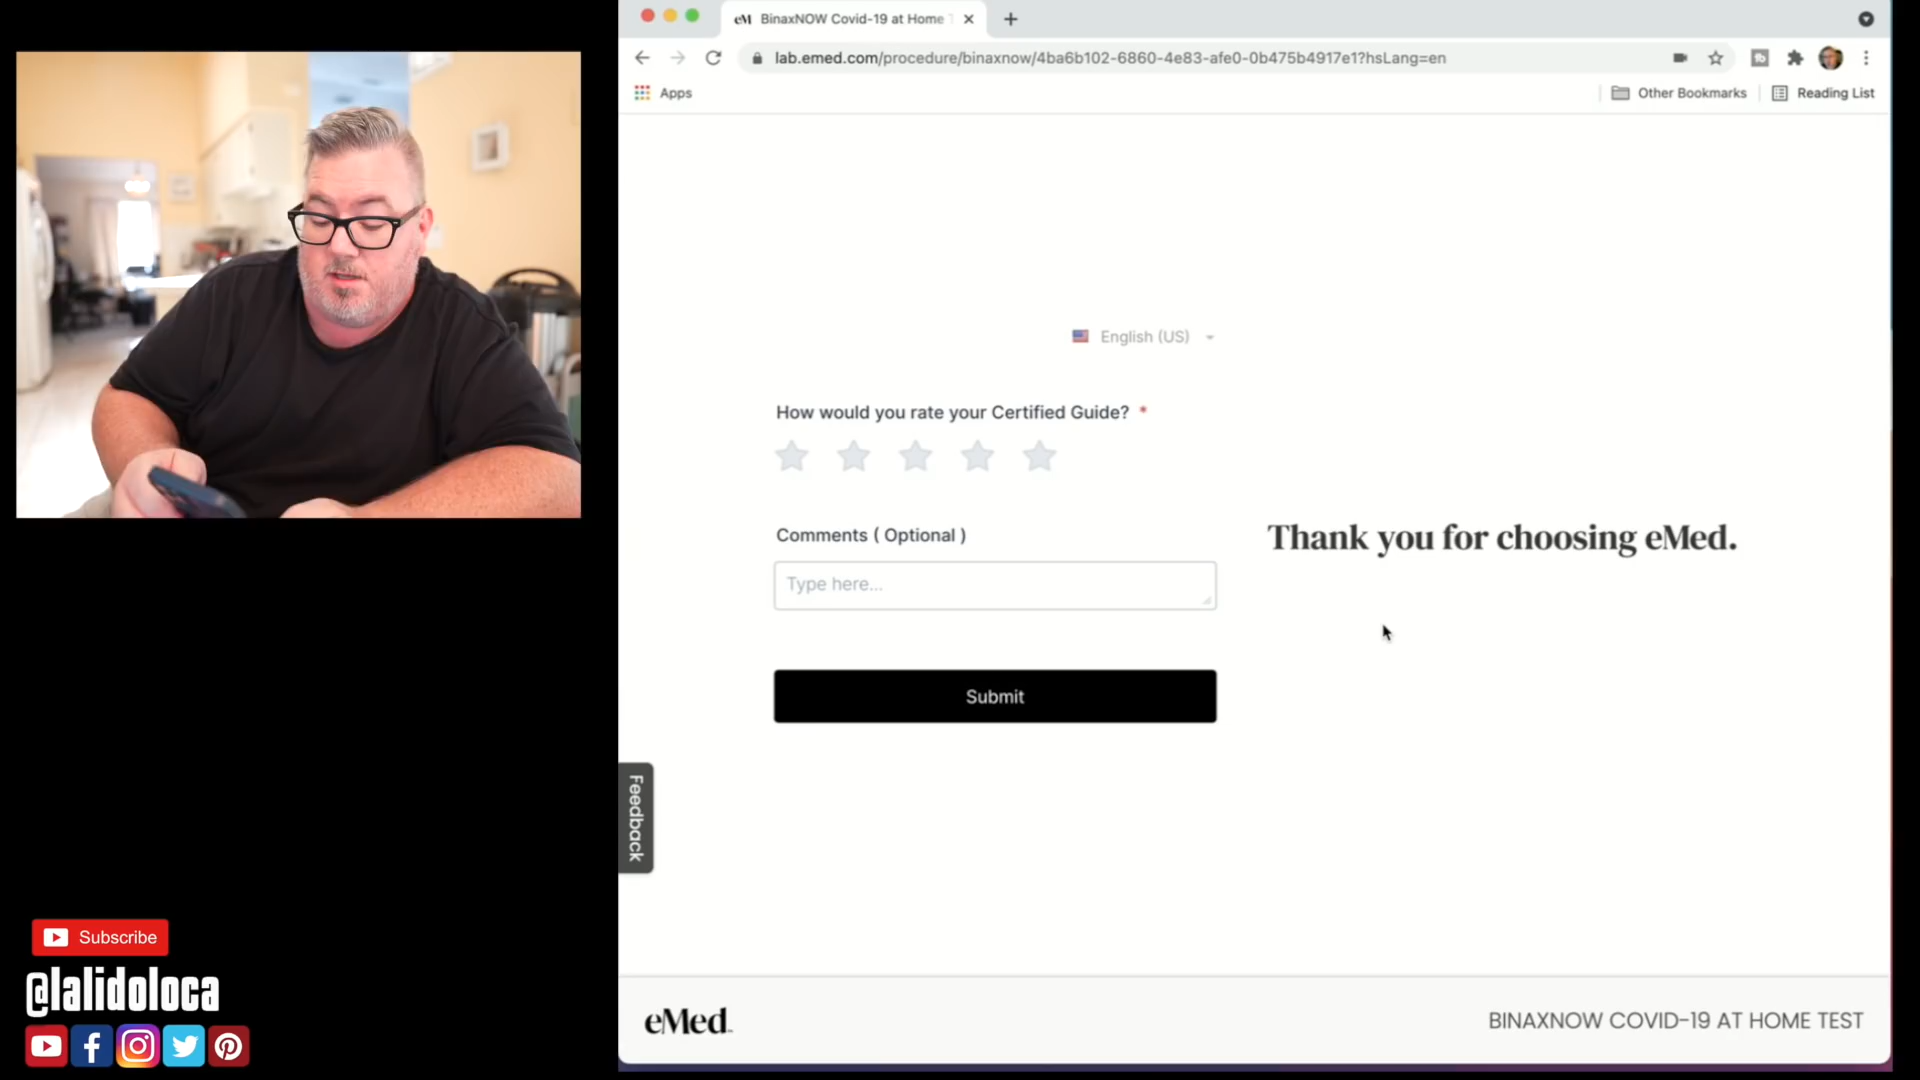 eM BinaxNOW Covid-19 at Home
lab.emed.com/procedure/binaxnow/4ba6b102-6860-4e83-afe0-0b475b4917e1?hsLang=en
Apps
Other Bookmarks
Reading List
English (US)
How would you rate your Certified Guide? *
Comments ( Optional )
Type here...
Submit
Thank you for choosing eMed.
Feedback
Subscribe
@lalidoloca
eMed
BINAXNOW COVID-19 AT HOME TEST